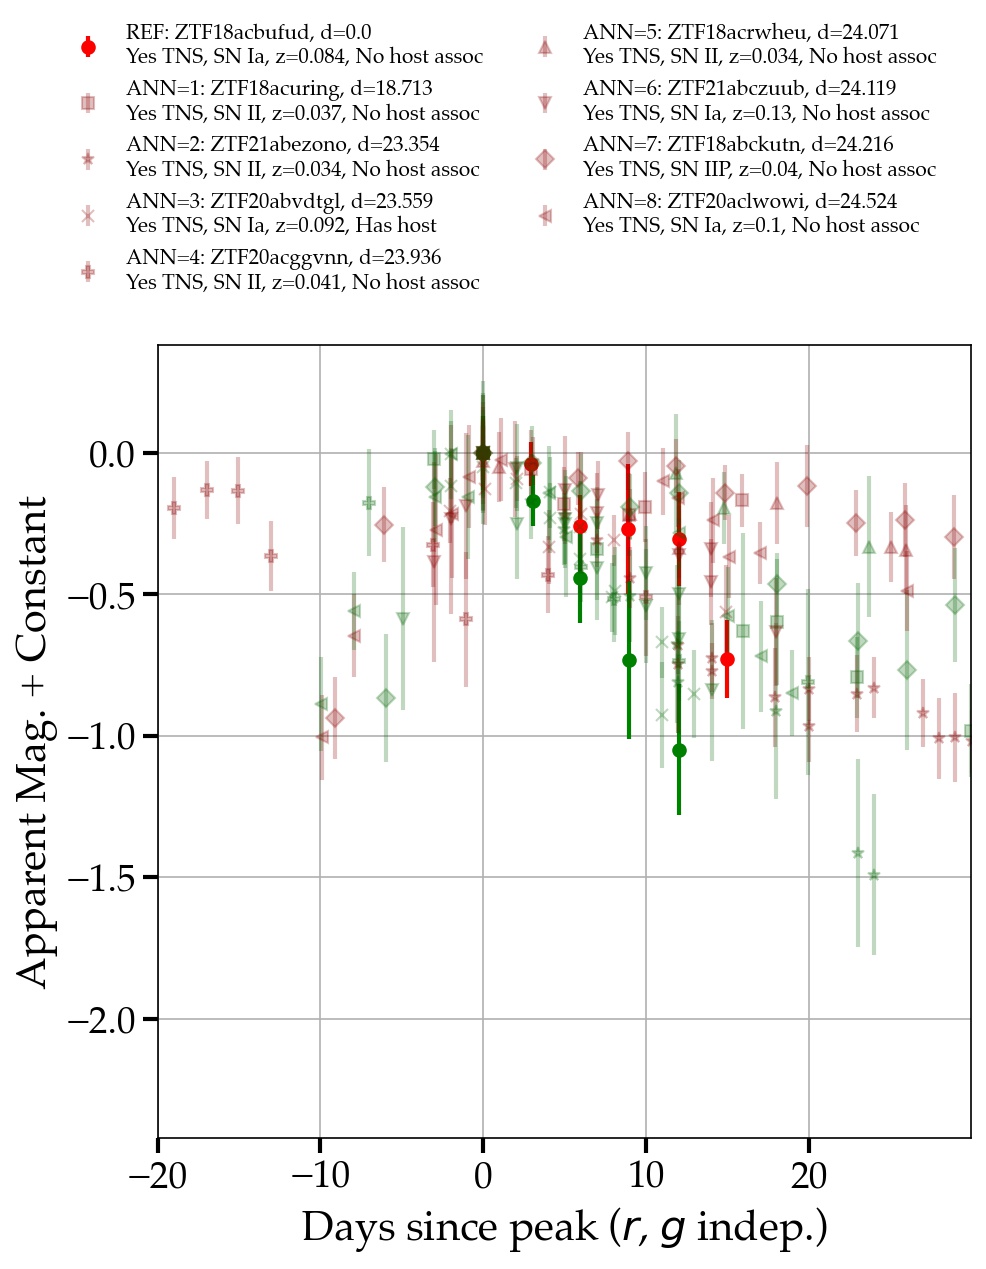 REF: ZTF18acbufud, d=0.0
Yes TNS, SN Ia, z=0.084, No host assoc
ANN=1: ZTF18acuring, d=18.713
Yes TNS, SN II, z=0.037, No host assoc
ANN=2: ZTF21abezono, d=23.354
Yes TNS, SN II, z=0.034, No host assoc
ANN=3: ZTF20abvdtgl, d=23.559
Yes TNS, SN Ia, z=0.092, Has host
ANN=4: ZTF20acggvnn, d=23.936
Yes TNS, SN II, z=0.041, No host assoc
ANN=5: ZTF18acrwheu, d=24.071
Yes TNS, SN II, z=0.034, No host assoc
ANN=6: ZTF21abczuub, d=24.119
Yes TNS, SN Ia, z=0.13, No host assoc
ANN=7: ZTF18abckutn, d=24.216
Yes TNS, SN IIP, z=0.04, No host assoc
ANN=8: ZTF20aclwowi, d=24.524
Yes TNS, SN Ia, z=0.1, No host assoc
Apparent Mag. + Constant
0.0
−0.5
−1.0
−1.5
−2.0
−20 −10 0 10 20
Days since peak (r, g indep.)